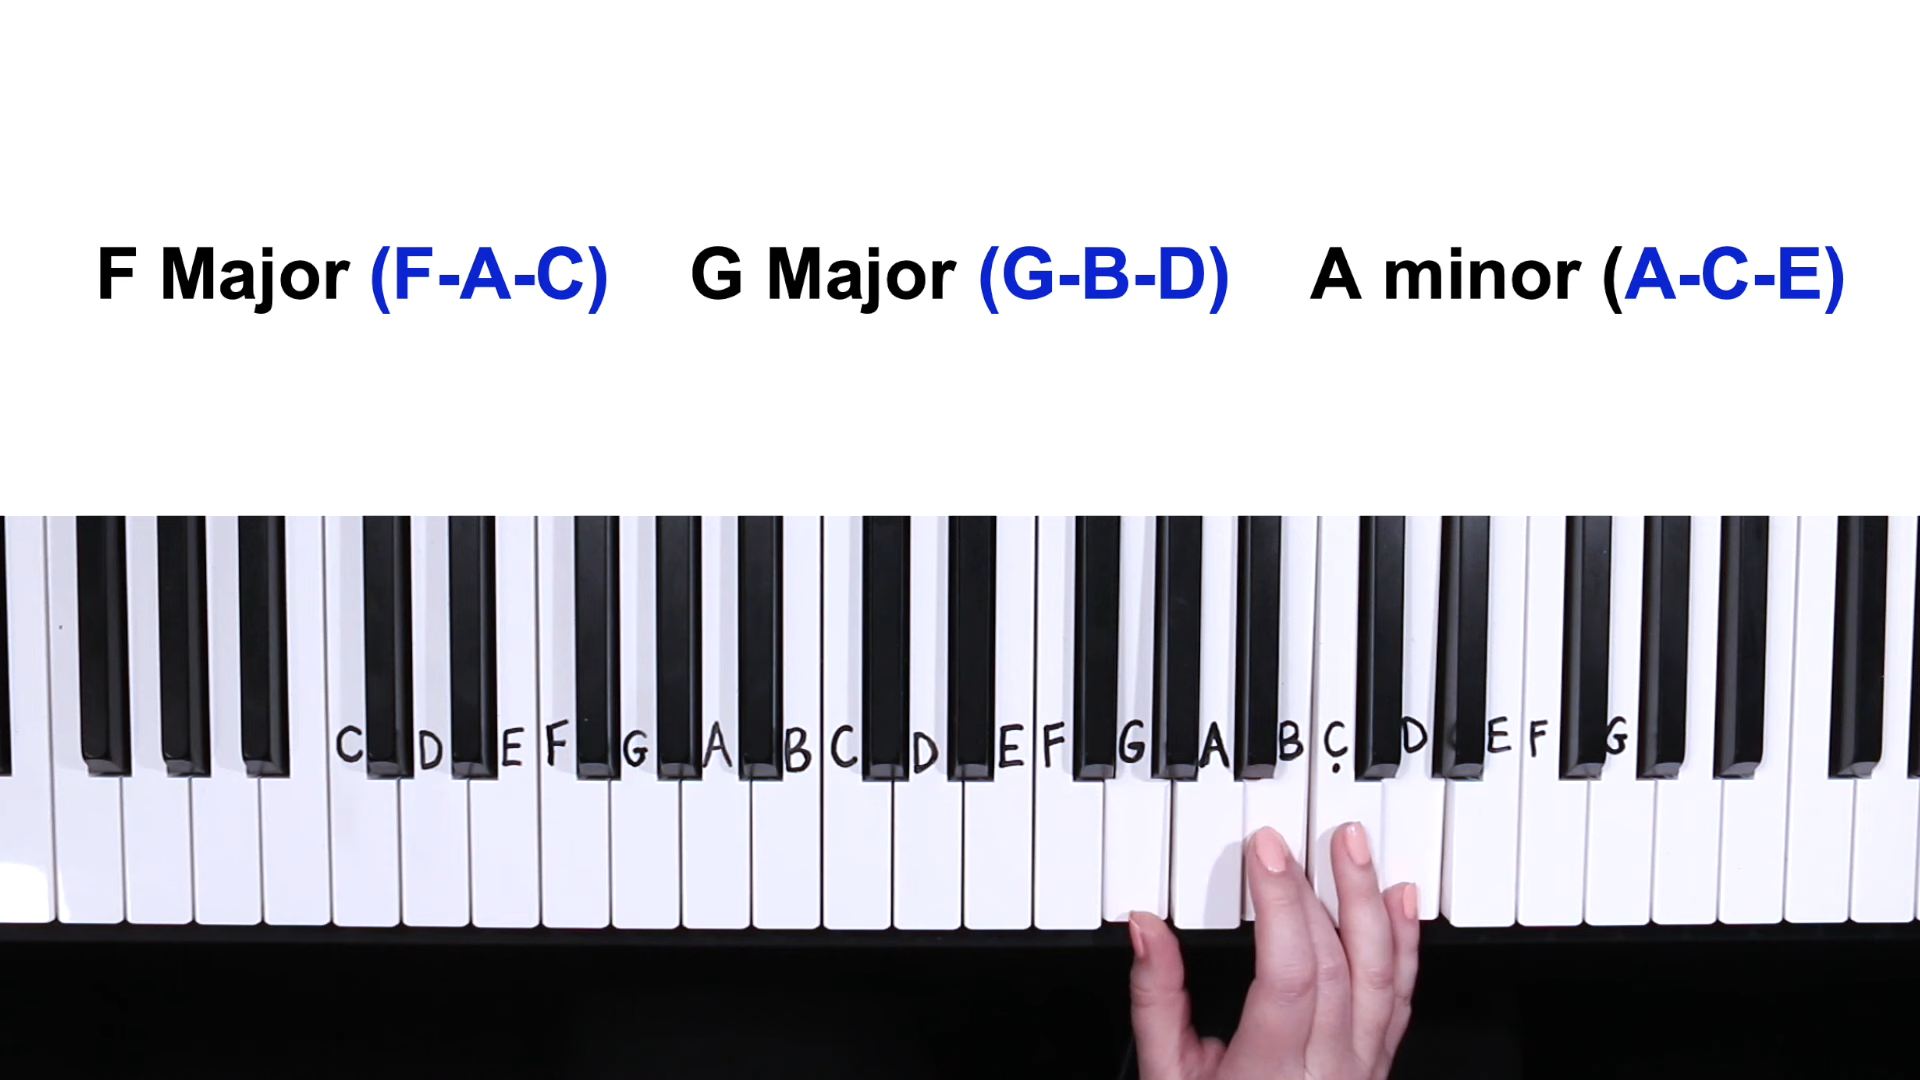 F Major (F-A-C) G Major (G-B-D) A minor (A-C-E)
C D E F G A B C D E F G A B C D E F G